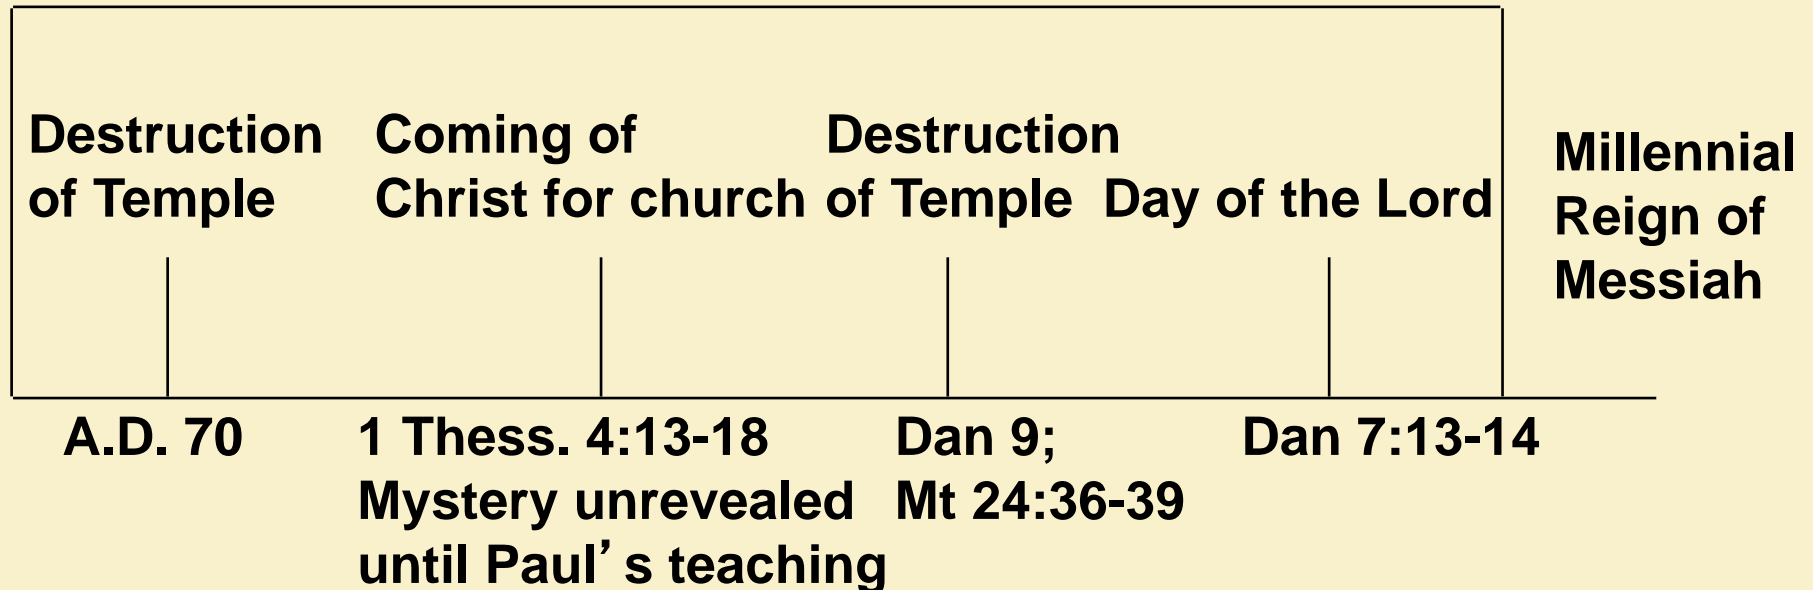 Destruction
of Temple
Coming of
Christ for church
Destruction
of Temple
Day of the Lord
Millennial
Reign of
Messiah
A.D. 70
1 Thess. 4:13-18
Mystery unrevealed
until Paul’s teaching
Dan 9;
Mt 24:36-39
Dan 7:13-14